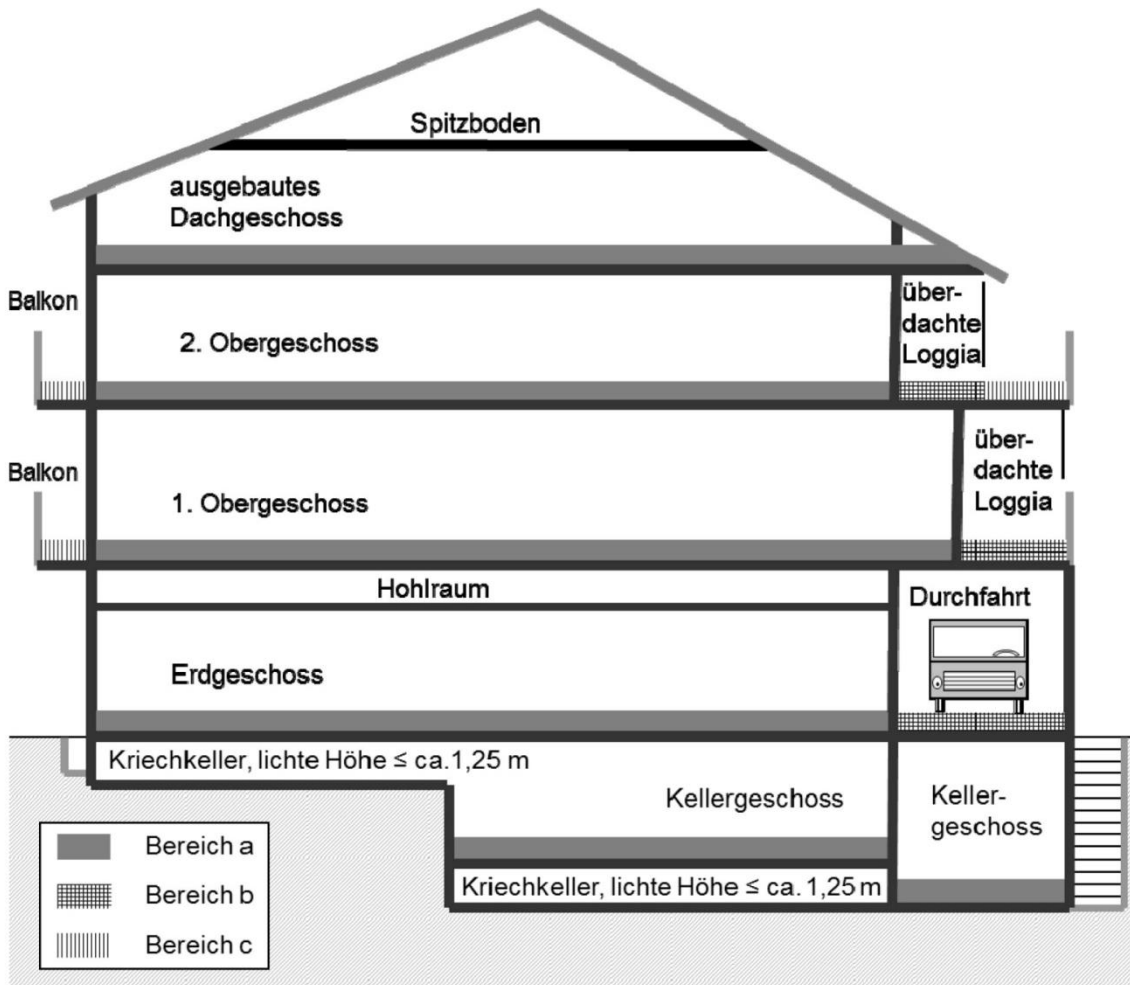 Spitzboden
ausgebautes
Dachgeschoss
Balkon
2. Obergeschoss
über-
dachte
Loggia
Balkon
1. Obergeschoss
über-
dachte
Loggia
Hohlraum
Durchfahrt
Erdgeschoss
Kriechkeller, lichte Höhe ≤ ca.1,25 m
Kellergeschoss
Keller-
geschoss
Kriechkeller, lichte Höhe ≤ ca. 1,25 m
Bereich a
Bereich b
Bereich c